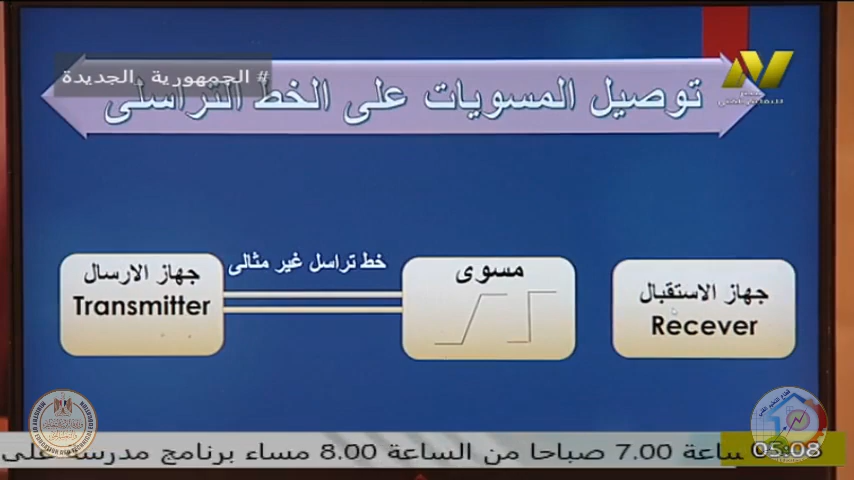 # الجمهورية الجديدة
توصيل المسويات على الخط التراسلى
جهاز الارسال
Transmitter
خط تراسل غير مثالى
مسوى
جهاز الاستقبال
Recever
ساعة 7.00 صباحا من الساعة 8.00 مساء برنامج مدرسة على
05:08